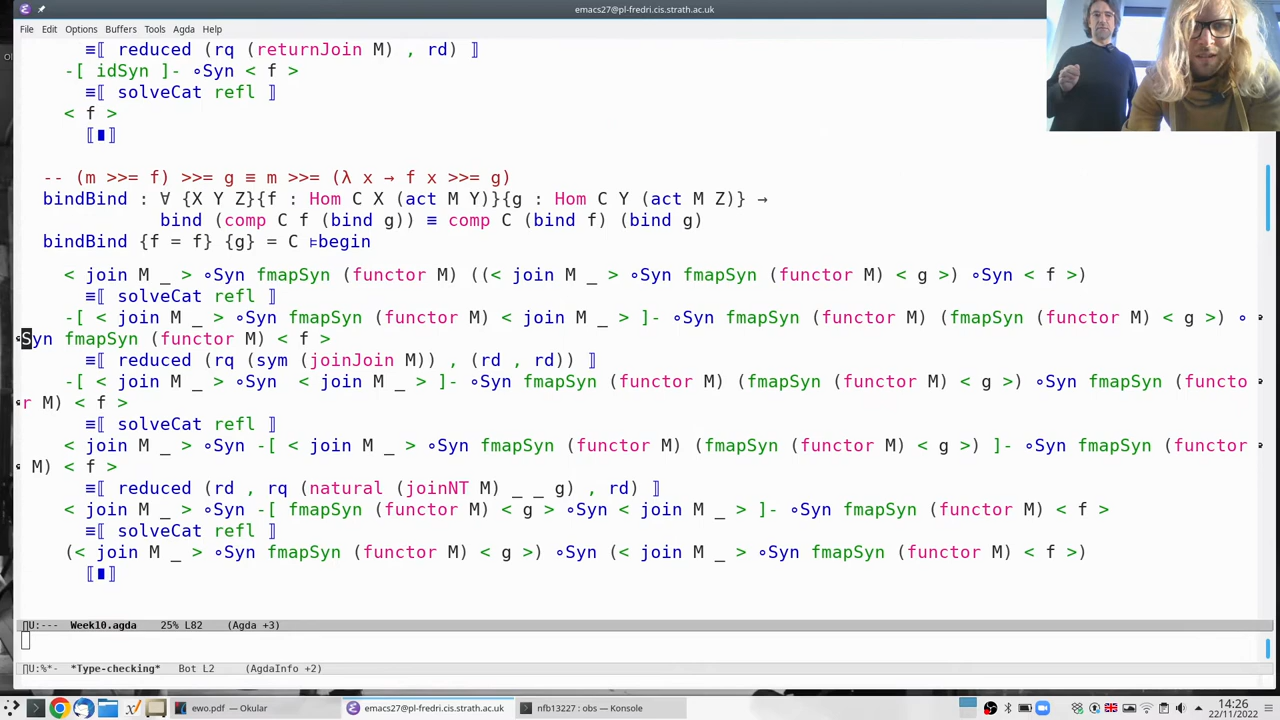 emacs27@pl-fredri.cis.strath.ac.uk
File Edit Options Buffers Tools Agda Help
≡⟦ reduced (rq (returnJoin M) , rd) ⟧
-[ idSyn ]- ∘Syn < f >
≡⟦ solveCat refl ⟧
< f >
⟦∎⟧
-- (m >>= f) >>= g ≡ m >>= (λ x → f x >>= g)
bindBind : ∀ {X Y Z}{f : Hom C X (act M Y)}{g : Hom C Y (act M Z)} →
bind (comp C f (bind g)) ≡ comp C (bind f) (bind g)
bindBind {f = f} {g} = C ⊧begin
< join M _ > ∘Syn fmapSyn (functor M) ((< join M _ > ∘Syn fmapSyn (functor M) < g >) ∘Syn < f >)
≡⟦ solveCat refl ⟧
-[ < join M _ > ∘Syn fmapSyn (functor M) < join M _ > ]- ∘Syn fmapSyn (functor M) (fmapSyn (functor M) < g >) ∘
Syn fmapSyn (functor M) < f >
≡⟦ reduced (rq (sym (joinJoin M)) , (rd , rd)) ⟧
-[ < join M _ > ∘Syn  < join M _ > ]- ∘Syn fmapSyn (functor M) (fmapSyn (functor M) < g >) ∘Syn fmapSyn (functo
r M) < f >
≡⟦ solveCat refl ⟧
< join M _ > ∘Syn -[ < join M _ > ∘Syn fmapSyn (functor M) (fmapSyn (functor M) < g >) ]- ∘Syn fmapSyn (functor
M) < f >
≡⟦ reduced (rd , rq (natural (joinNT M) _ _ g) , rd) ⟧
< join M _ > ∘Syn -[ fmapSyn (functor M) < g > ∘Syn < join M _ > ]- ∘Syn fmapSyn (functor M) < f >
≡⟦ solveCat refl ⟧
(< join M _ > ∘Syn fmapSyn (functor M) < g >) ∘Syn (< join M _ > ∘Syn fmapSyn (functor M) < f >)
⟦∎⟧
∏U:--- Week10.agda 25% L82 (Agda +3)
∏U:%*- *Type-checking* Bot L2 (AgdaInfo +2)
ewo.pdf — Okular
emacs27@pl-fredri.cis.strath.ac.uk
nfb13227 : obs — Konsole
14:26
22/11/2022